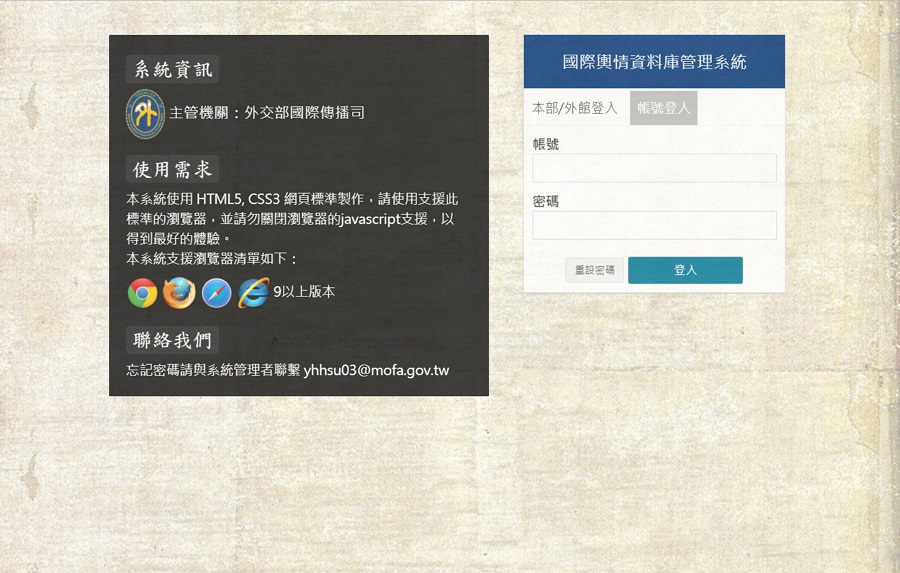 系統資訊
主管機關：外交部國際傳播司
使用需求
本系統使用 HTML5, CSS3 網頁標準製作，請使用支援此
標準的瀏覽器，並請勿關閉瀏覽器的javascript支援，以
得到最好的體驗。
本系統支援瀏覽器清單如下：
9以上版本
聯絡我們
忘記密碼請與系統管理者聯繫 yhhsu03@mofa.gov.tw
國際輿情資料庫管理系統
本部/外館登入 帳號登入
帳號
密碼
重設密碼 登入